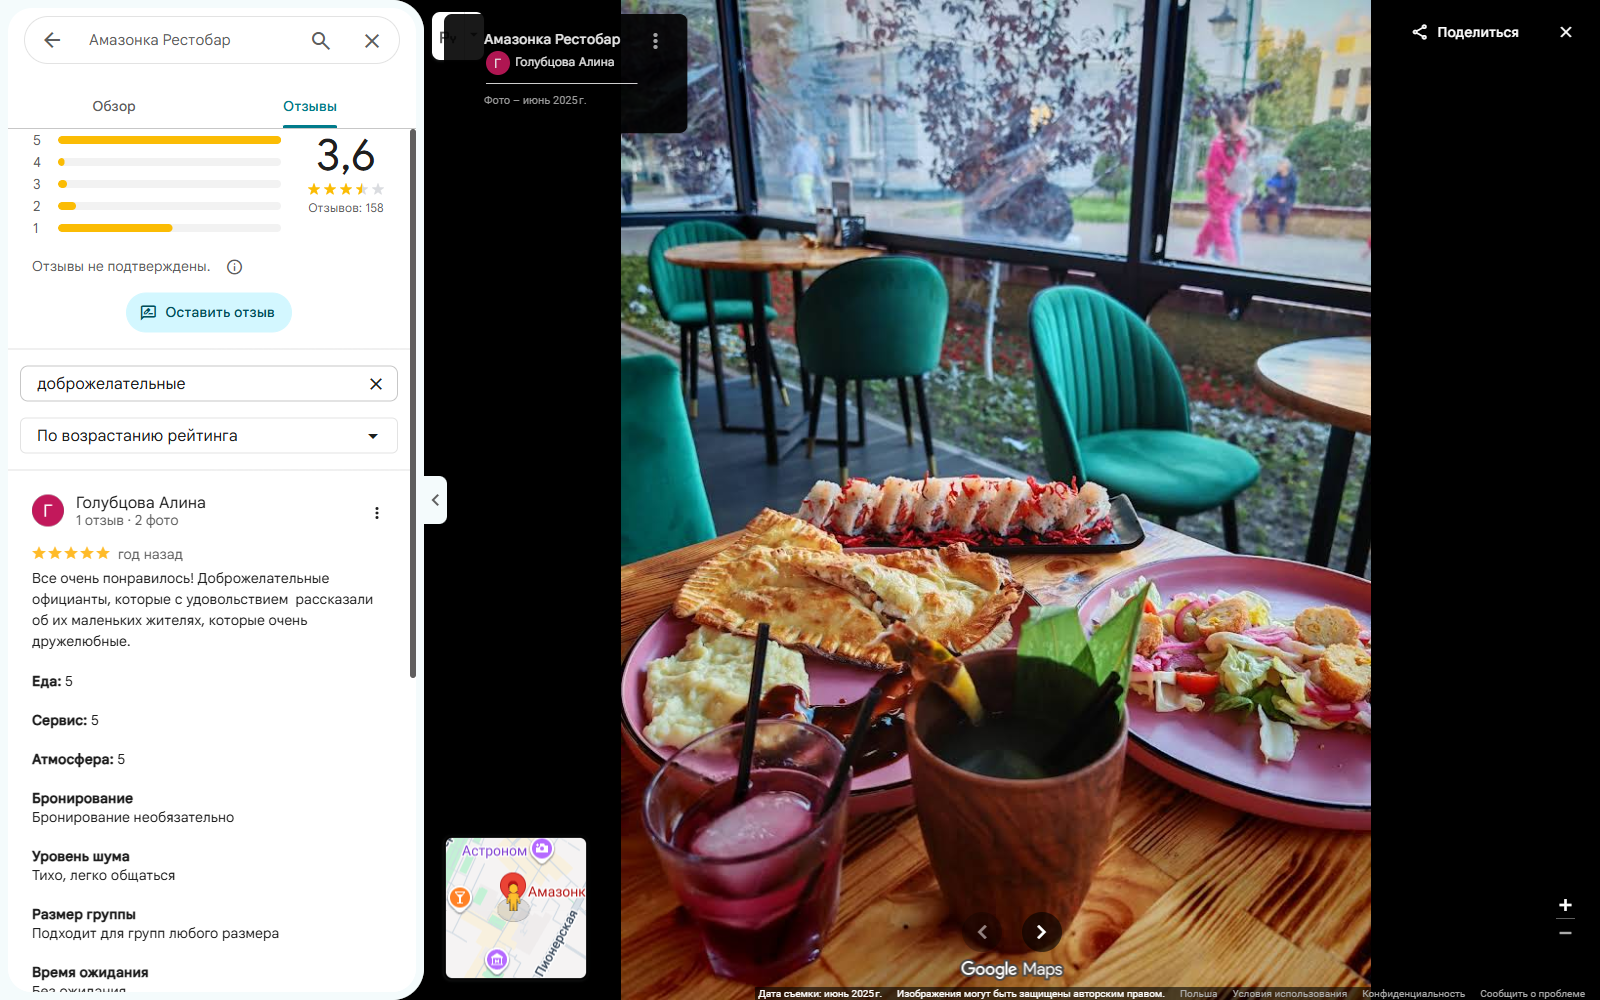 Амазонка Рестобар
Обзор
Отзывы
5
4
3
2
1
3,6
Отзывов: 158
Отзывы не подтверждены.
Оставить отзыв
доброжелательные
По возрастанию рейтинга
Голубцова Алина
1 отзыв · 2 фото
год назад
Все очень понравилось! Доброжелательные
официанты, которые с удовольствием  рассказали
об их маленьких жителях, которые очень
дружелюбные.
Еда: 5
Сервис: 5
Атмосфера: 5
Бронирование
Бронирование необязательно
Уровень шума
Тихо, легко общаться
Размер группы
Подходит для групп любого размера
Время ожидания
Без ожидания
Амазонка Рестобар
Г Голубцова Алина
Фото – июнь 2025 г.
Поделиться
Астроном
Амазонк
Пионерская
Google Maps
Дата съемки: июнь 2025 г. Изображения могут быть защищены авторским правом. Польша Условия использования Конфиденциальность Сообщить о проблеме